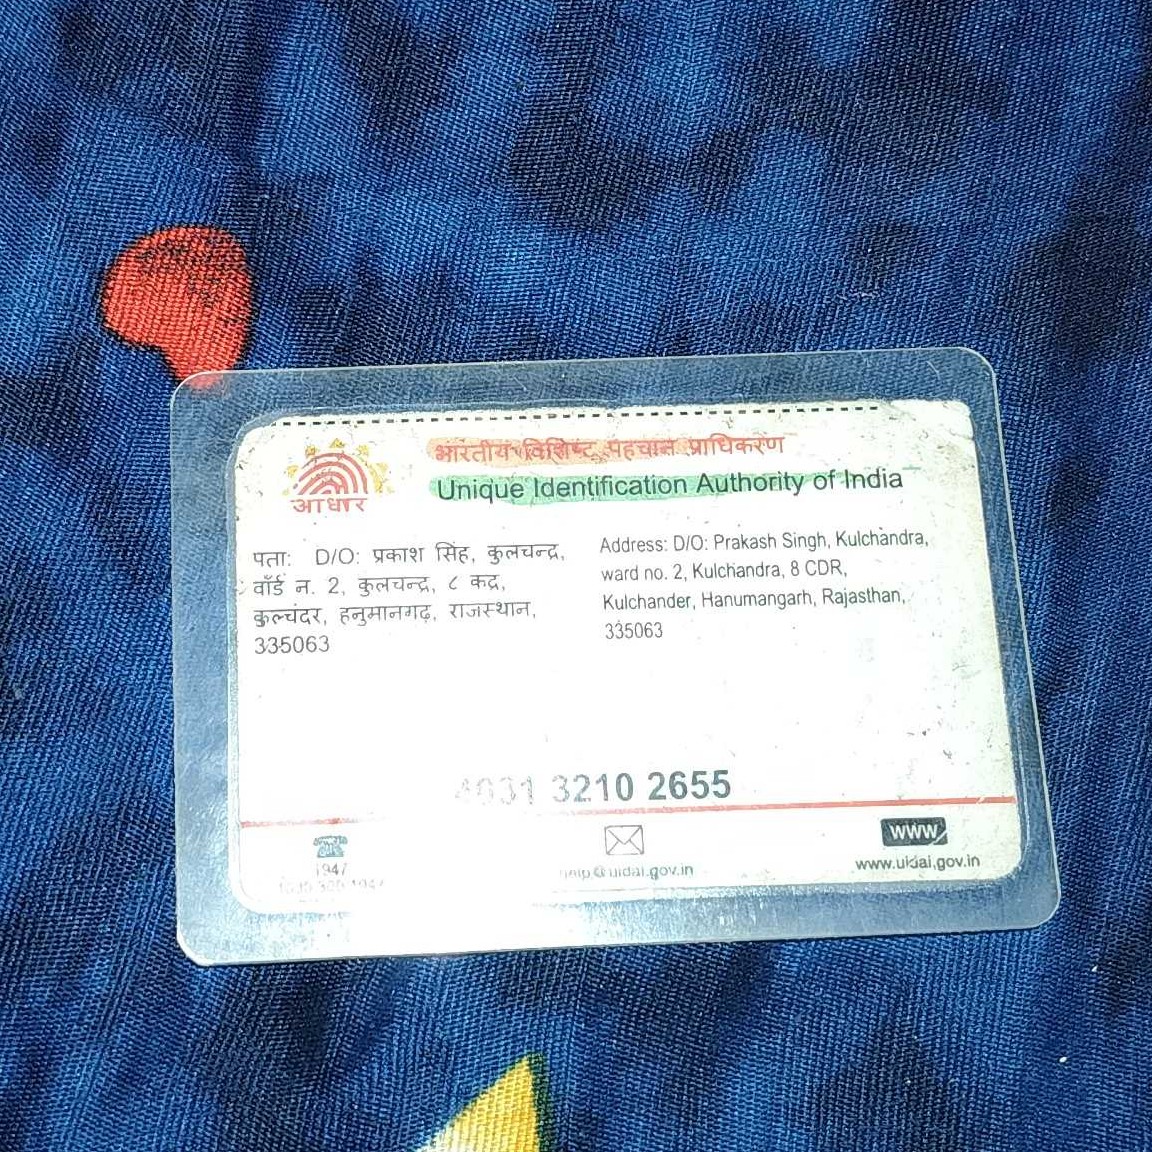 भारतीय विशिष्ट पहचान प्राधिकरण
Unique Identification Authority of India
आधार
पता: D/O: प्रकाश सिंह, कुलचन्द्र,
वॉर्ड न. 2, कुलचन्द्र, ८ कद्र,
कुल्चंदर, हनुमानगढ़, राजस्थान,
335063
Address: D/O: Prakash Singh, Kulchandra,
ward no. 2, Kulchandra, 8 CDR,
Kulchander, Hanumangarh, Rajasthan,
335063
3210 2655
1947
www
www.uidai.gov.in